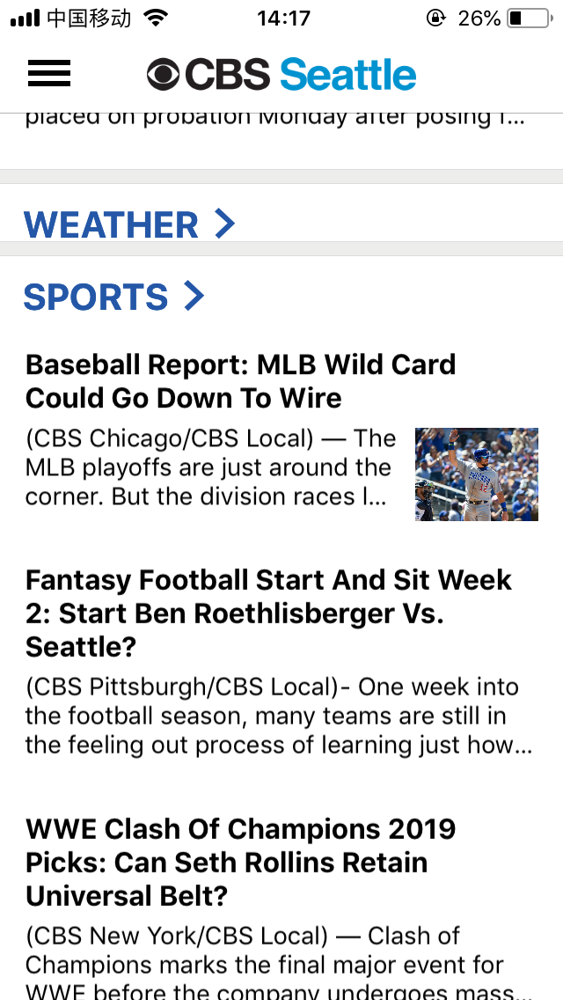 中国移动 14:17 26%
CBS Seattle
placed on probation Monday after posing f...
WEATHER
SPORTS
Baseball Report: MLB Wild Card
Could Go Down To Wire
(CBS Chicago/CBS Local) — The
MLB playoffs are just around the
corner. But the division races l...
Fantasy Football Start And Sit Week
2: Start Ben Roethlisberger Vs.
Seattle?
(CBS Pittsburgh/CBS Local)- One week into
the football season, many teams are still in
the feeling out process of learning just how...
WWE Clash Of Champions 2019
Picks: Can Seth Rollins Retain
Universal Belt?
(CBS New York/CBS Local) — Clash of
Champions marks the final major event for
WWE before the company undergoes mass...